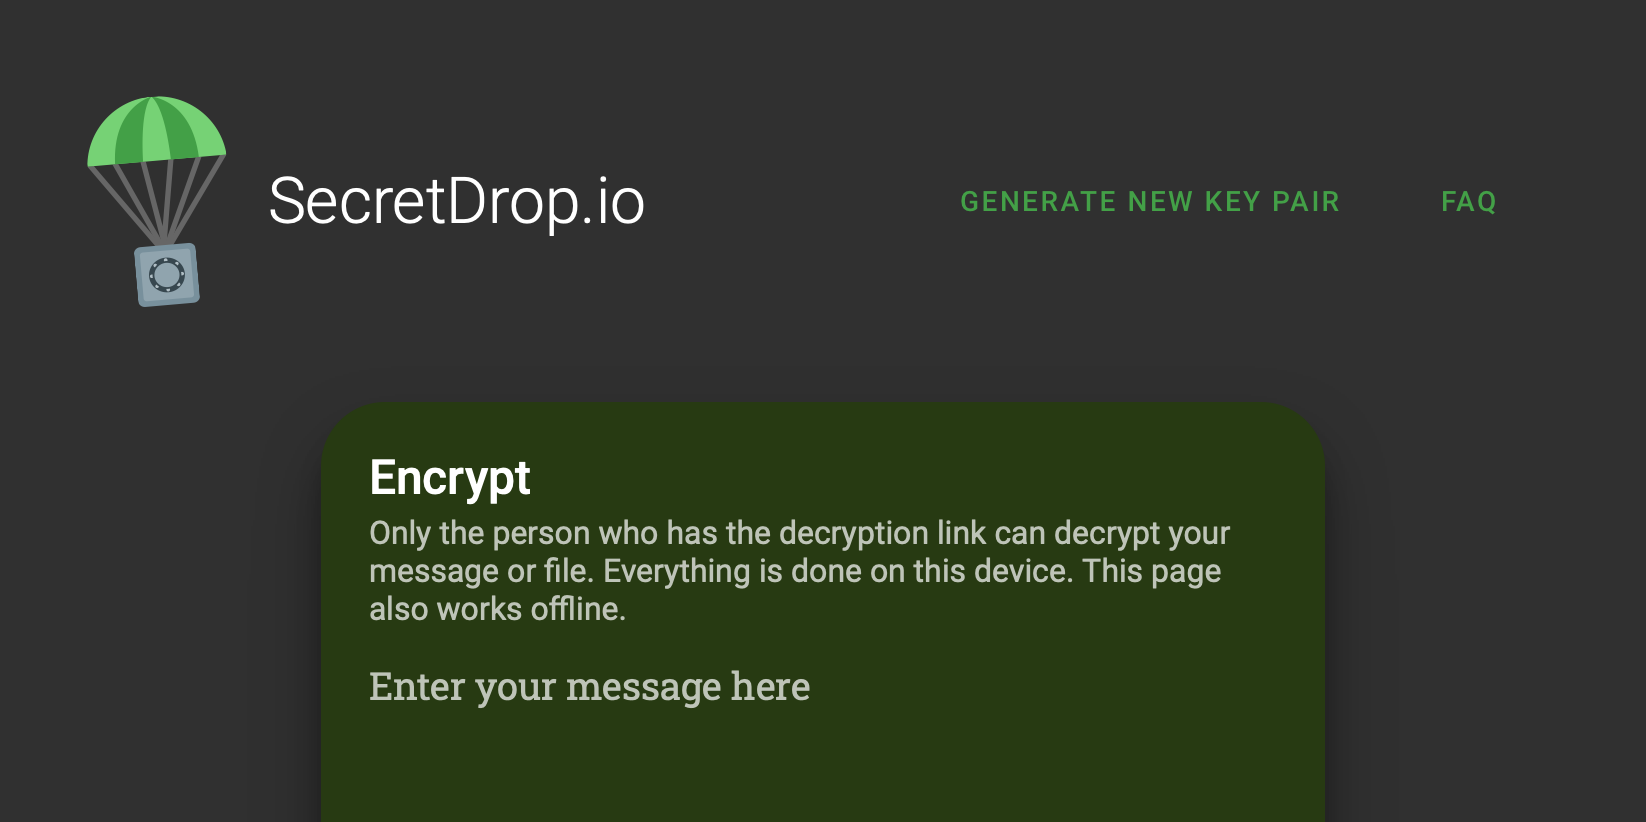 SecretDrop.io
GENERATE NEW KEY PAIR
FAQ
Encrypt
Only the person who has the decryption link can decrypt your
message or file. Everything is done on this device. This page
also works offline.
Enter your message here